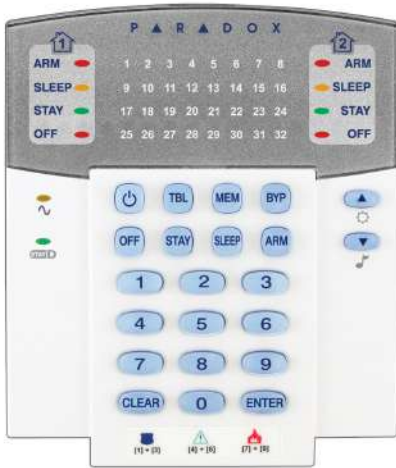 PARADOX
1 2
ARM 1 2 3 4 5 6 7 8 ARM
SLEEP 9 10 11 12 13 14 15 16 SLEEP
STAY 17 18 19 20 21 22 23 24 STAY
OFF 25 26 27 28 29 30 31 32 OFF
TBL MEM BYP
OFF STAY SLEEP ARM
STAY D
1 2 3
4 5 6
7 8 9
CLEAR 0 ENTER
[1] + [3] [4] + [6] [7] + [9]